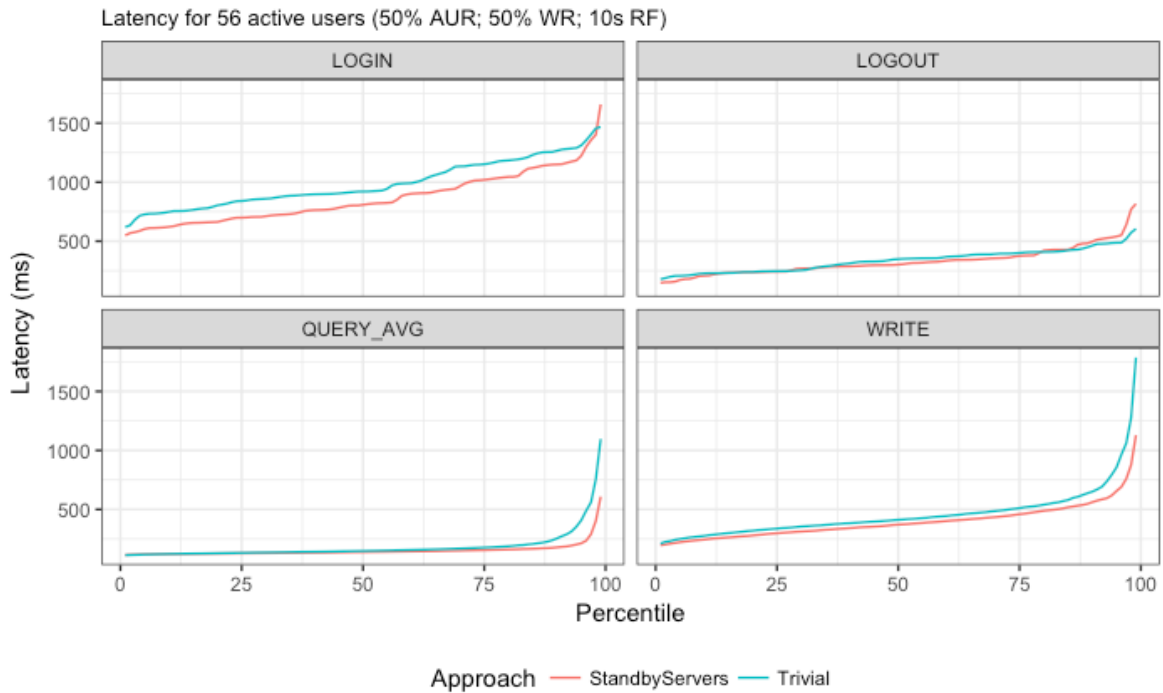 Latency for 56 active users (50% AUR; 50% WR; 10s RF)
LOGIN
LOGOUT
1500
1000
500
QUERY_AVG
WRITE
1500
1000
500
Latency (ms)
0 25 50 75 100
0 25 50 75 100
Percentile
Approach StandbyServers Trivial